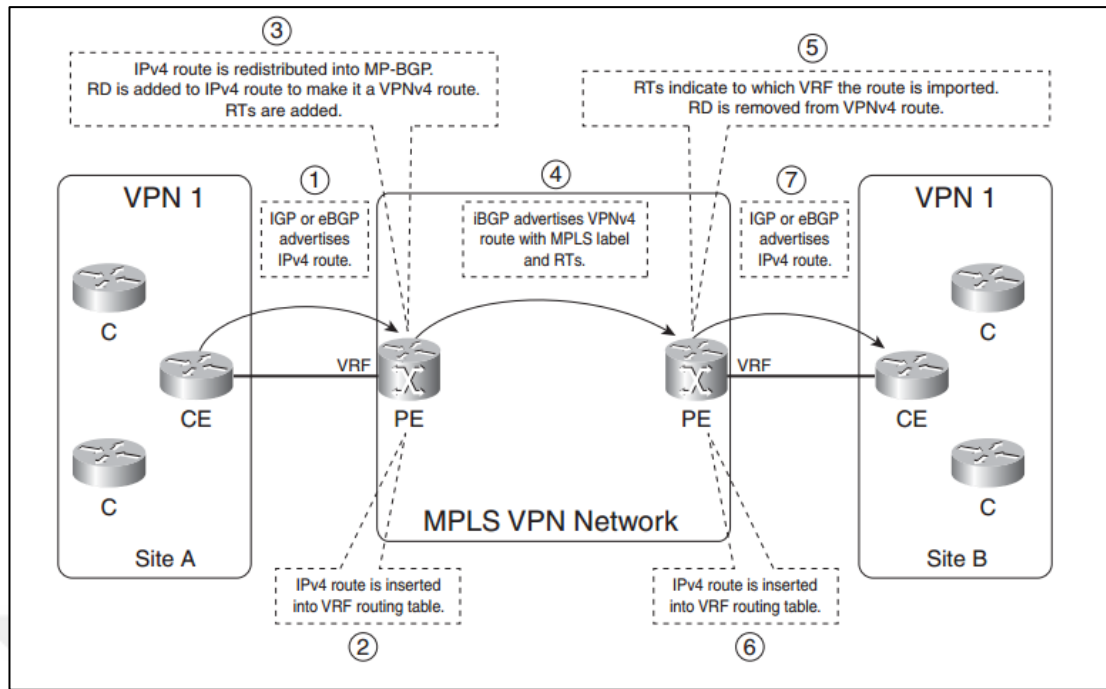 ③
IPv4 route is redistributed into MP-BGP.
RD is added to IPv4 route to make it a VPNv4 route.
RTs are added.
⑤
RTs indicate to which VRF the route is imported.
RD is removed from VPNv4 route.
VPN 1
①
IGP or eBGP
advertises
IPv4 route.
④
iBGP advertises VPNv4
route with MPLS label
and RTs.
⑦
IGP or eBGP
advertises
IPv4 route.
VPN 1
C
CE
VRF
PE
PE
VRF
CE
C
C
C
MPLS VPN Network
Site A
Site B
IPv4 route is inserted
into VRF routing table.
②
IPv4 route is inserted
into VRF routing table.
⑥